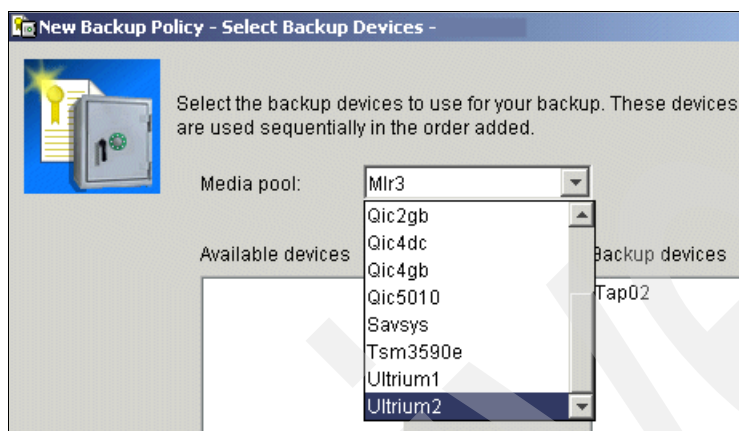 New Backup Policy - Select Backup Devices -
Select the backup devices to use for your backup. These devices
are used sequentially in the order added.
Media pool:
Mlr3
Qic2gb
Qic4dc
Qic4gb
Qic5010
Savsys
Tsm3590e
Ultrium1
Ultrium2
Available devices
Backup devices
Tap02